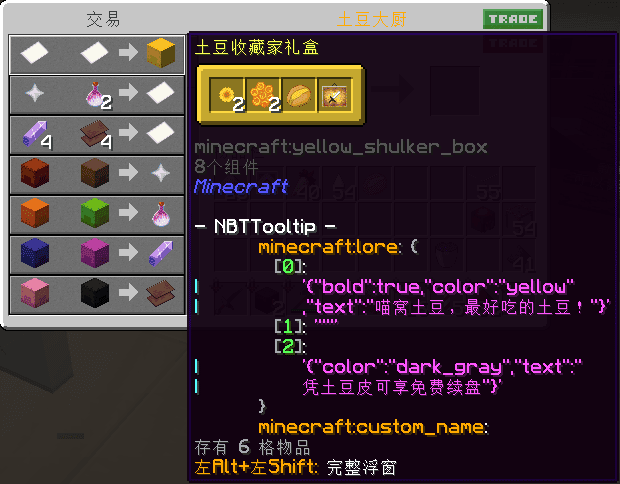 交易
土豆大厨
TRADE
土豆收藏家礼盒
2
2
2
4
4
minecraft:yellow_shulker_box
8个组件
Minecraft
- NBTTooltip -
minecraft:lore: {
[0]:
'{"bold":true,"color":"yellow"
,"text":"喵窝土豆，最好吃的土豆！"}'
[1]: '""'
[2]:
'{"color":"dark_gray","text":"
凭土豆皮可享免费续盘"}'
}
minecraft:custom_name:
存有 6 格物品
左Alt+左Shift: 完整浮窗